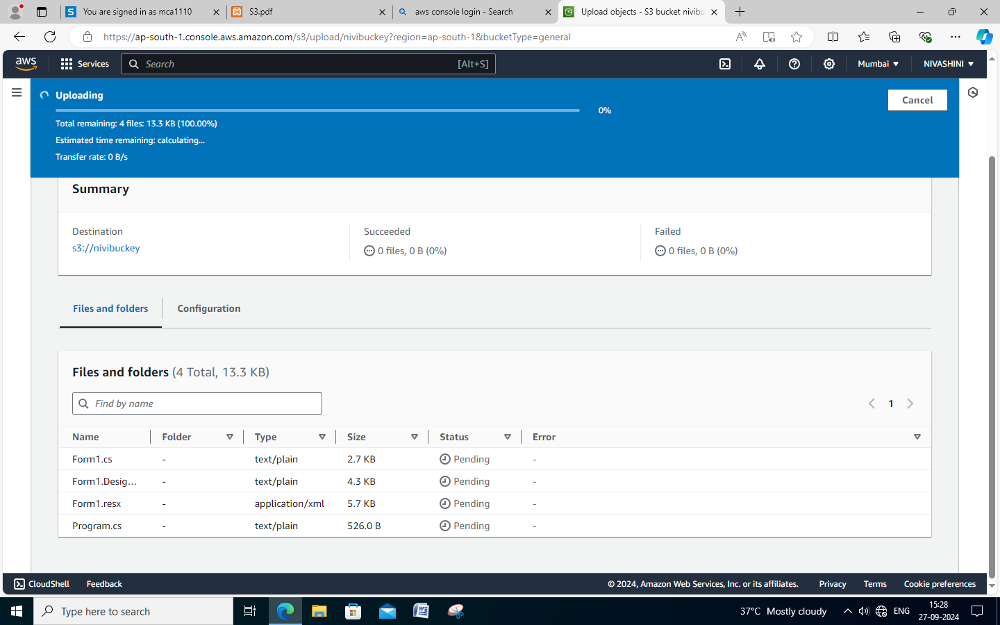 You are signed in as mca1110
S3.pdf
aws console login - Search
Upload objects - S3 bucket nivibu
https://ap-south-1.console.aws.amazon.com/s3/upload/nivibuckey?region=ap-south-1&bucketType=general
aws
Services
Search
[Alt+S]
Mumbai
NIVASHINI
Uploading
0%
Cancel
Total remaining: 4 files: 13.3 KB (100.00%)
Estimated time remaining: calculating...
Transfer rate: 0 B/s
Summary
Destination
Succeeded
Failed
s3://nivibuckey
0 files, 0 B (0%)
0 files, 0 B (0%)
Files and folders
Configuration
Files and folders (4 Total, 13.3 KB)
Find by name
1
Name Folder Type Size Status Error
Form1.cs - text/plain 2.7 KB Pending -
Form1.Desig... - text/plain 4.3 KB Pending -
Form1.resx - application/xml 5.7 KB Pending -
Program.cs - text/plain 526.0 B Pending -
CloudShell Feedback
© 2024, Amazon Web Services, Inc. or its affiliates. Privacy Terms Cookie preferences
Type here to search
37°C Mostly cloudy
ENG
15:28
27-09-2024